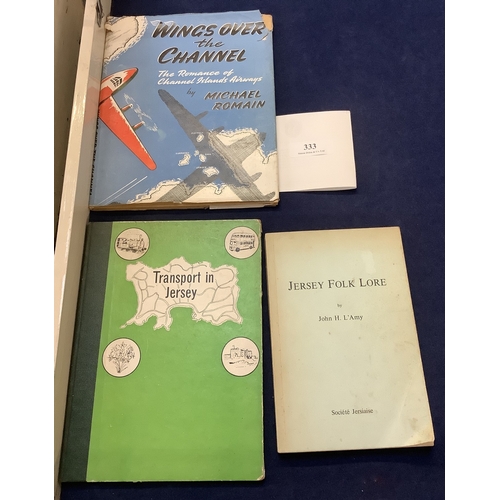 WINGS OVER
the
CHANNEL
The Romance of
Channel Islands Airways
by MICHAEL
ROMAIN
333
Transport in
Jersey
JERSEY FOLK LORE
by
John H. L'Amy
Société Jersiaise